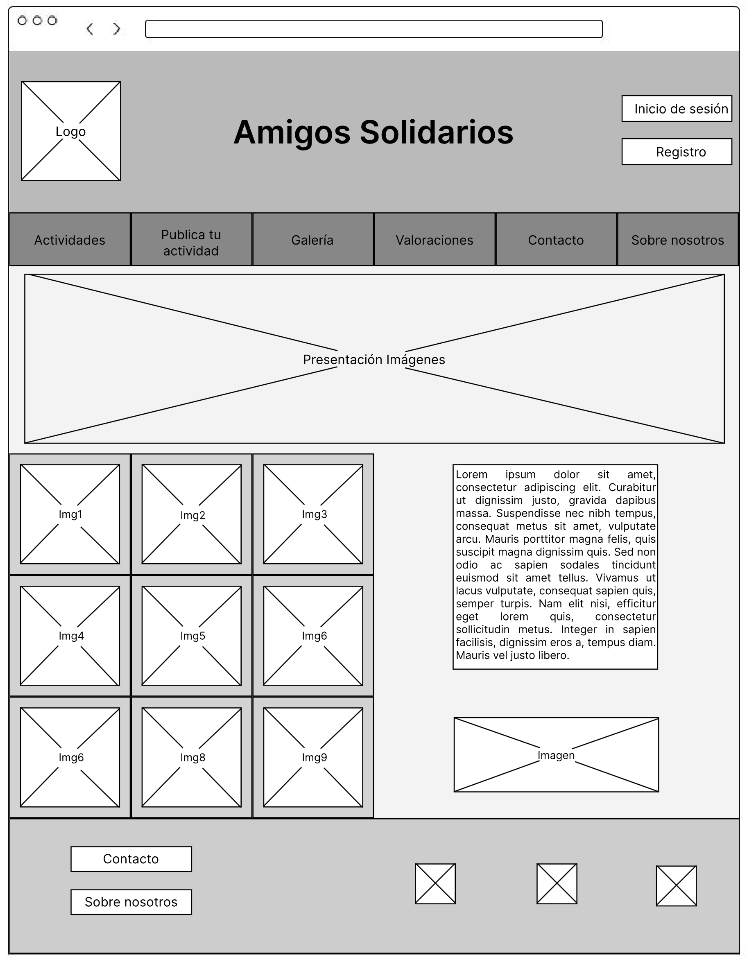 Logo
Amigos Solidarios
Inicio de sesión
Registro
Actividades
Publica tu
actividad
Galería
Valoraciones
Contacto
Sobre nosotros
Presentación Imágenes
Img1
Img2
Img3
Img4
Img5
Img6
Img6
Img8
Img9
Lorem ipsum dolor sit amet,
consectetur adipiscing elit. Curabitur
ut dignissim justo, gravida dapibus
massa. Suspendisse nec nibh tempus,
consequat metus sit amet, vulputate
arcu. Mauris porttitor magna felis, quis
suscipit magna dignissim quis. Sed non
odio ac sapien sodales tincidunt
euismod sit amet tellus. Vivamus ut
lacus vulputate, consequat sapien quis,
semper turpis. Nam elit nisi, efficitur
eget lorem quis, consectetur
sollicitudin metus. Integer in sapien
facilisis, dignissim eros a, tempus diam.
Mauris vel justo libero.
Imagen
Contacto
Sobre nosotros